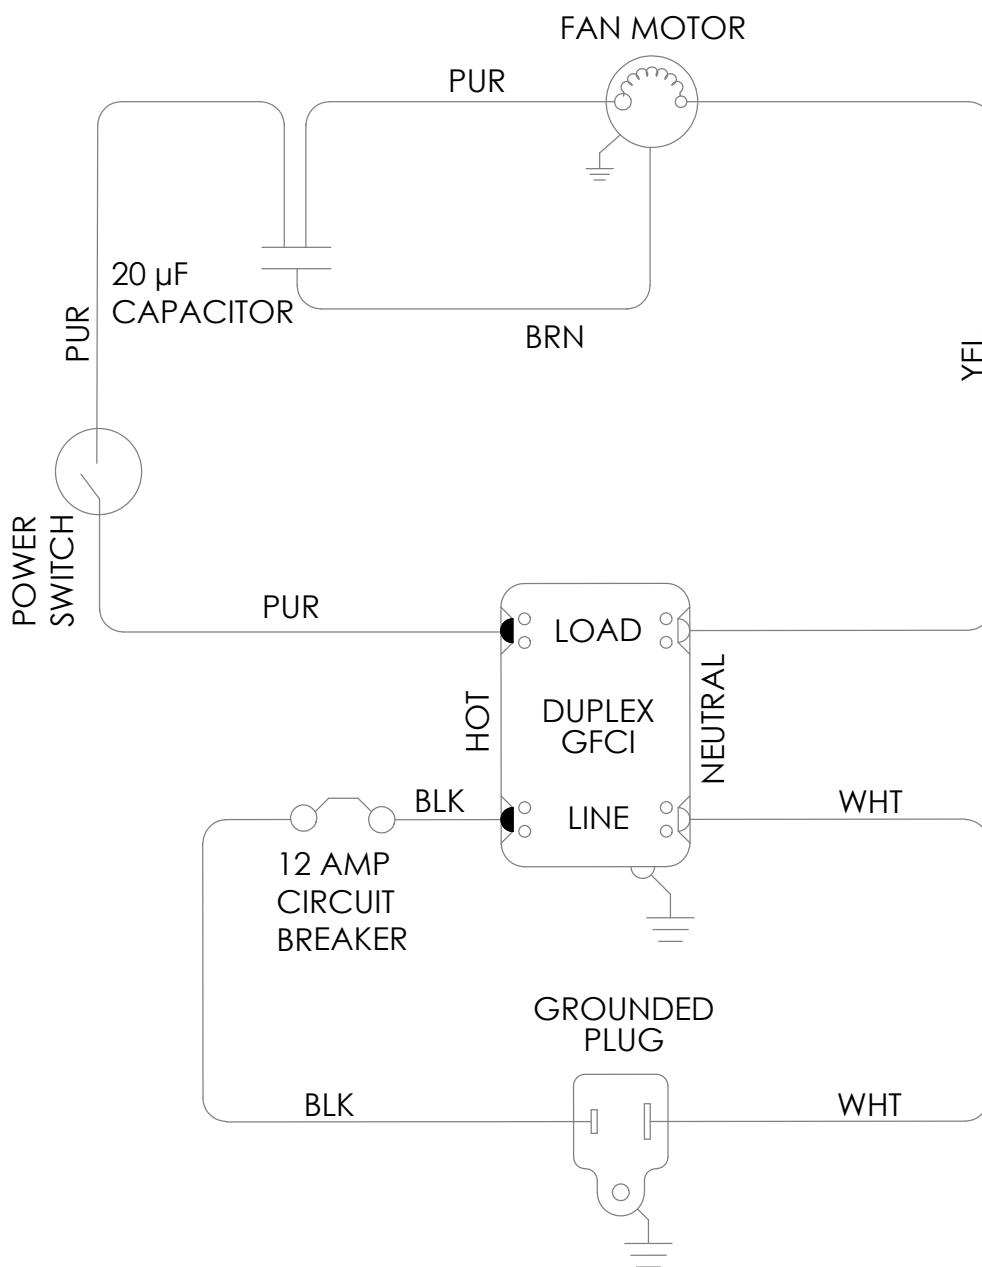 FAN MOTOR
PUR
20 µF
CAPACITOR
PUR
BRN
POWER
SWITCH
PUR
LOAD
HOT
DUPLEX
GFCI
NEUTRAL
BLK
LINE
WHT
12 AMP
CIRCUIT
BREAKER
GROUNDED
PLUG
BLK
WHT